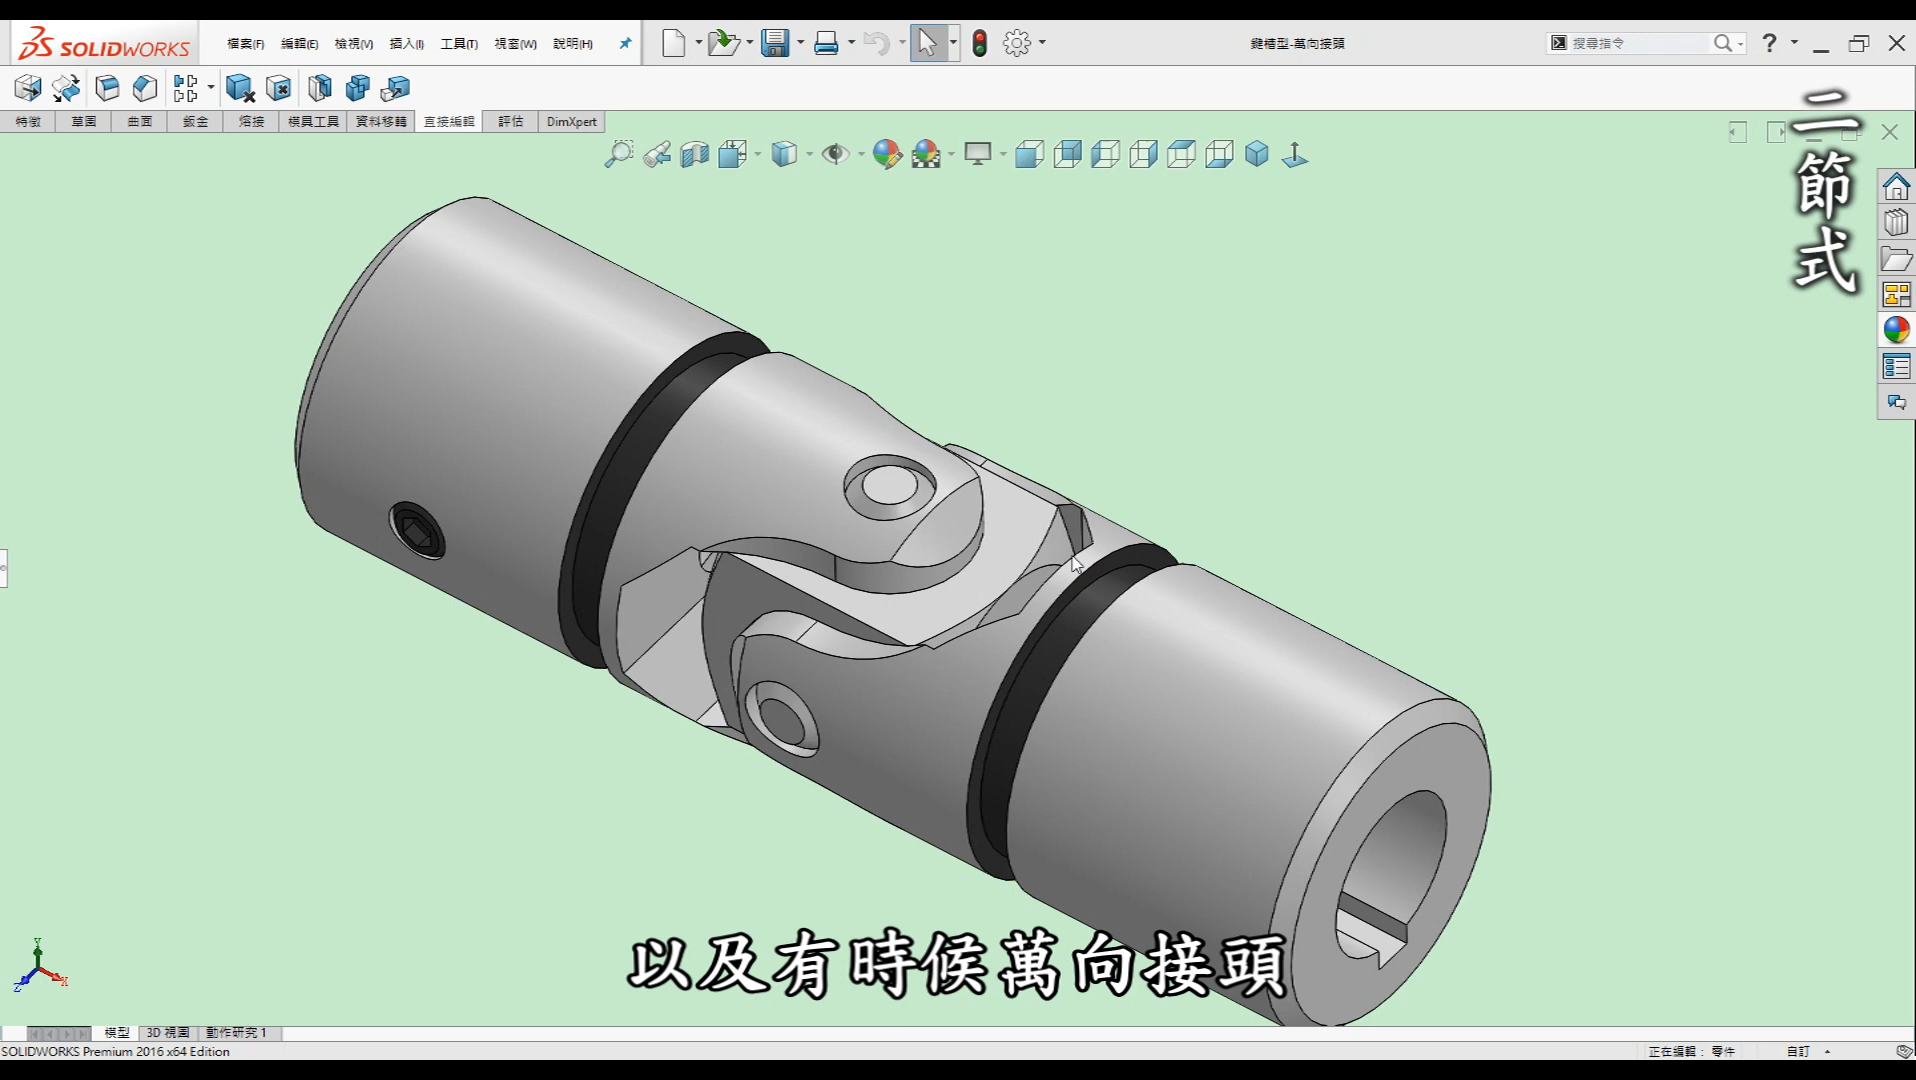 SOLIDWORKS
檔案(F) 編輯(E) 檢視(V) 插入(I) 工具(T) 視窗(W) 說明(H)
鍵槽型-萬向接頭
搜尋指令
特徵 草圖 曲面 鈑金 熔接 模具工具 資料移轉 直接編輯 評估 DimXpert
二節式
以及有時候萬向接頭
Y
X
Z
模型 3D 視圖 動作研究 1
SOLIDWORKS Premium 2016 x64 Edition
正在編輯： 零件 自訂